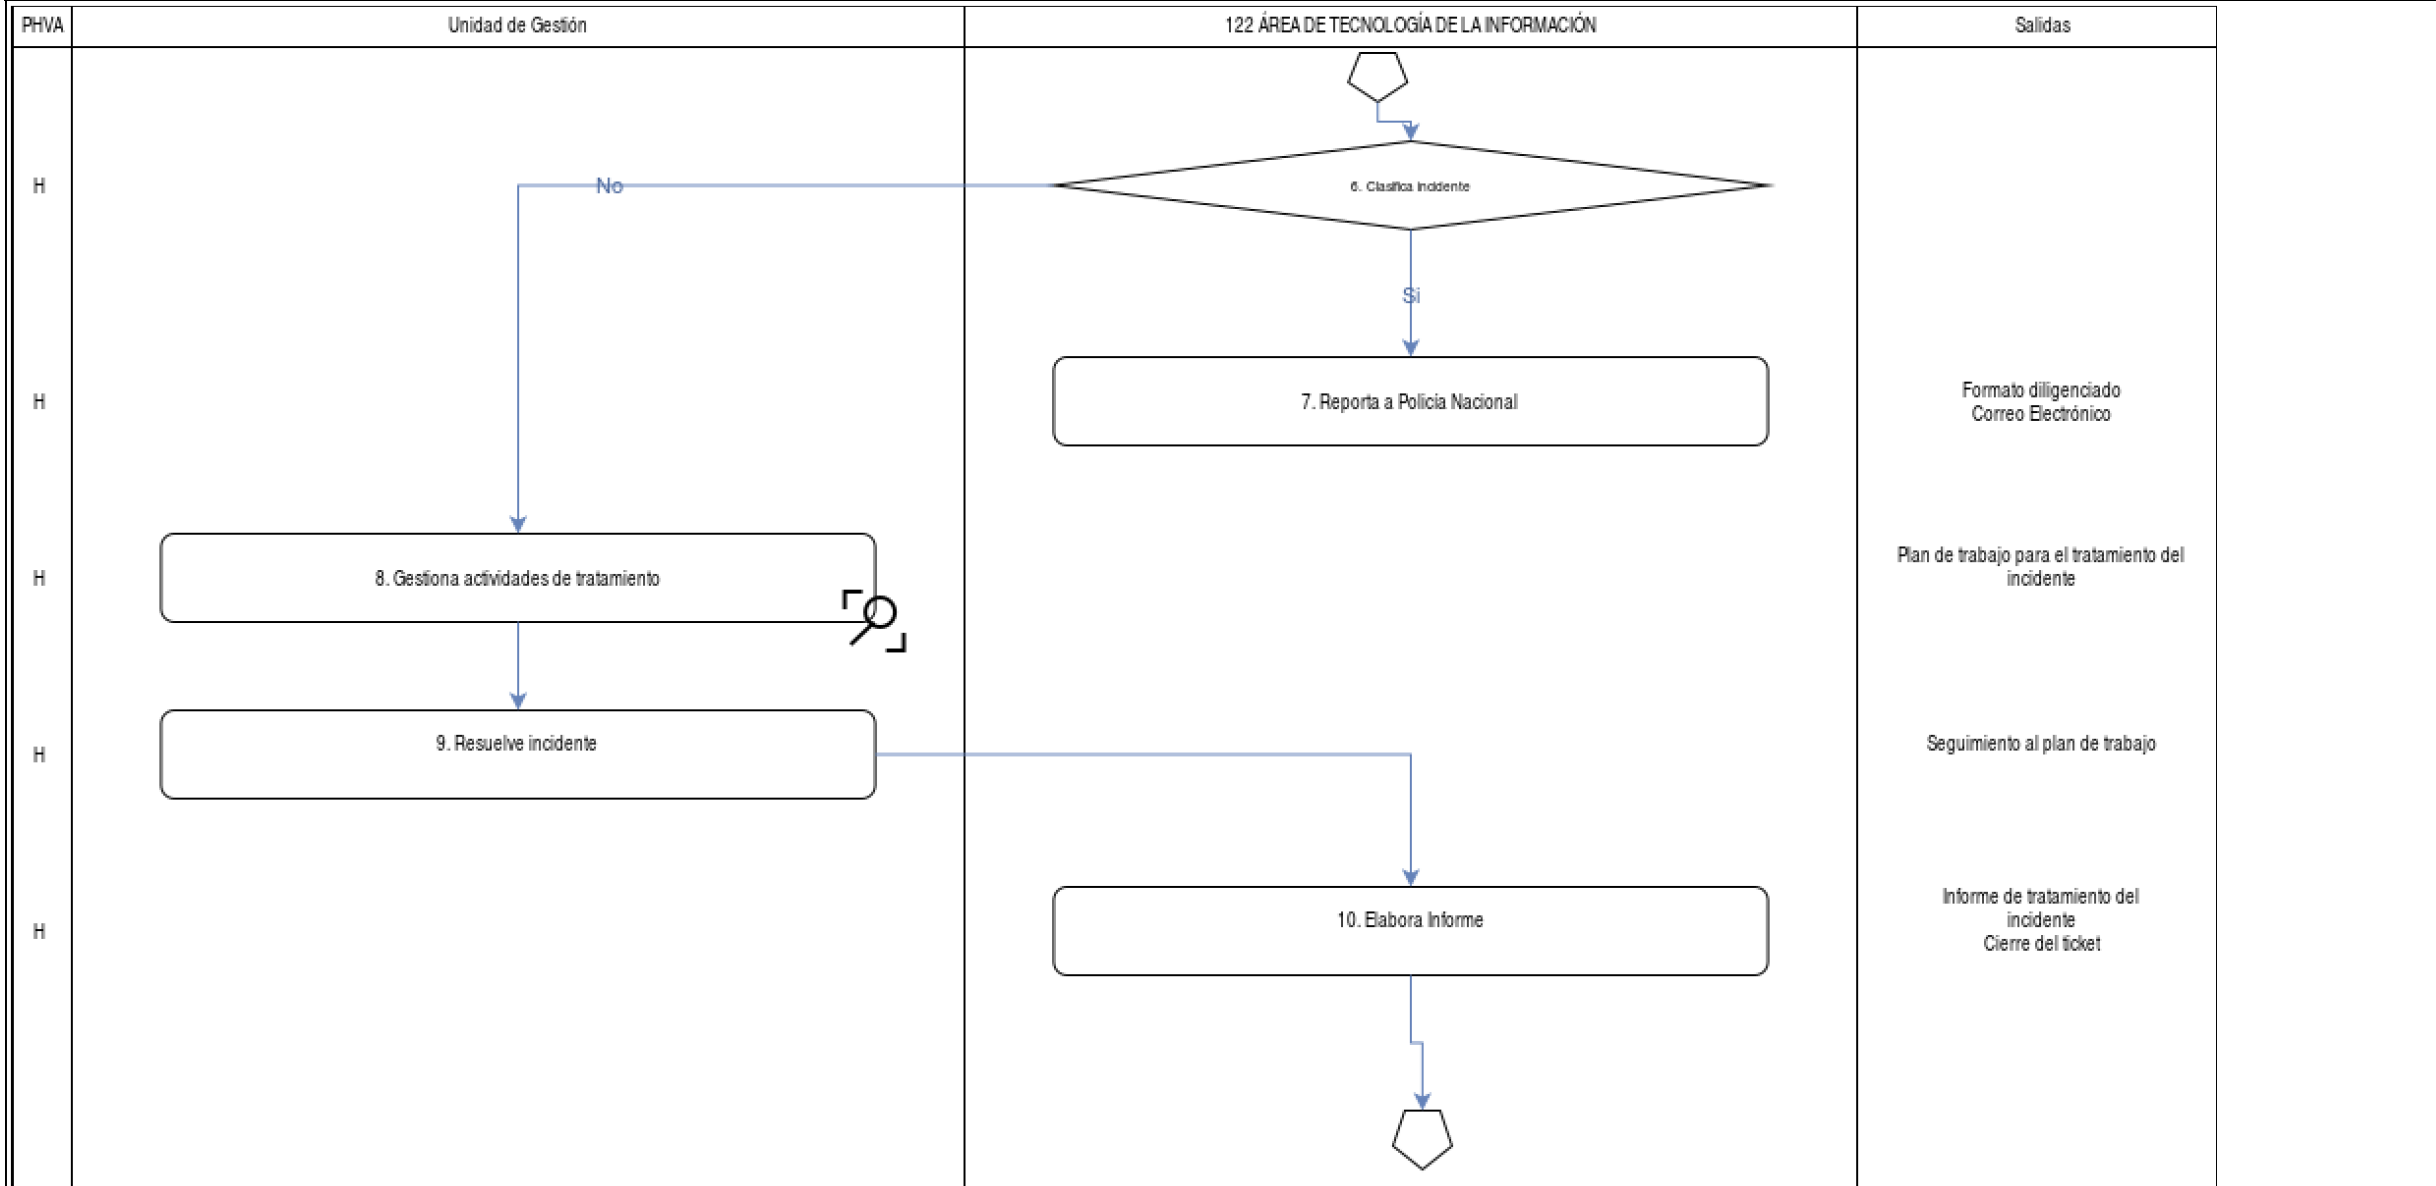 PHVA
Unidad de Gestión
122 ÁREA DE TECNOLOGÍA DE LA INFORMACIÓN
Salidas
H
No
6. Clasifica Incidente
Si
H
7. Reporta a Policía Nacional
Formato diligenciado
Correo Electrónico
H
8. Gestiona actividades de tratamiento
Plan de trabajo para el tratamiento del
incidente
H
9. Resuelve incidente
Seguimiento al plan de trabajo
H
10. Elabora Informe
Informe de tratamiento del
incidente
Cierre del ticket